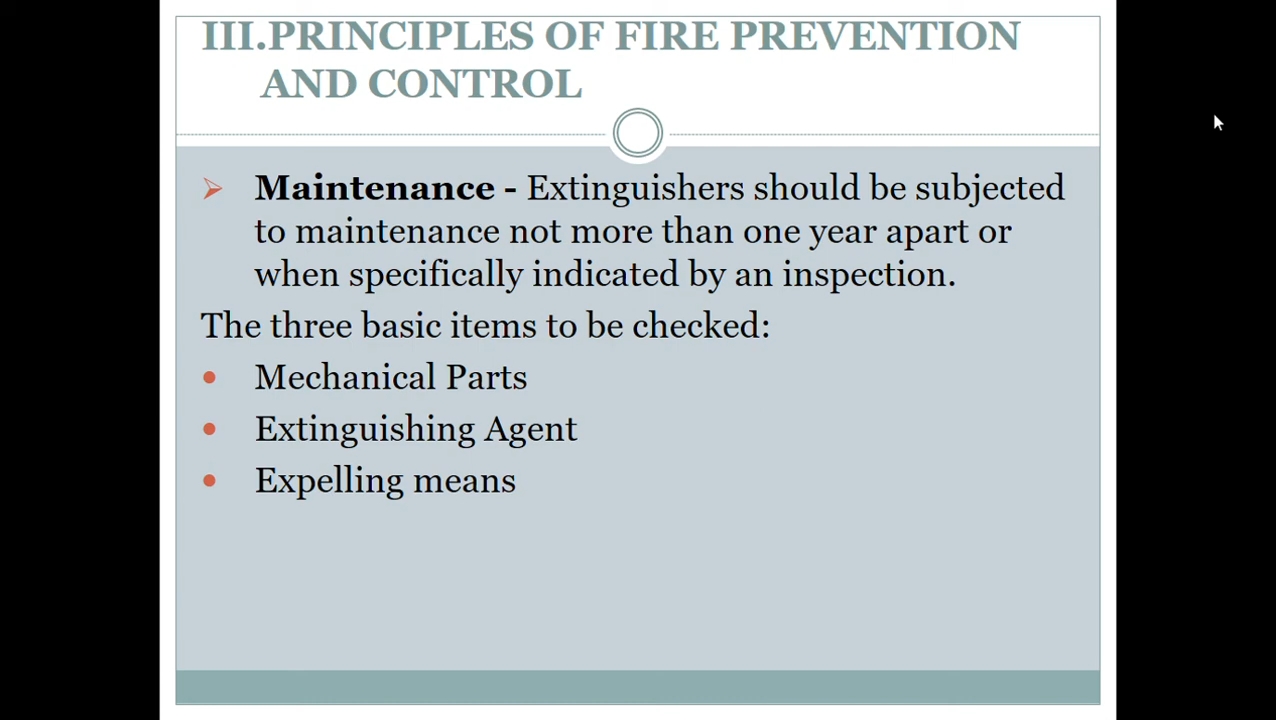 III.PRINCIPLES OF FIRE PREVENTION
AND CONTROL
Maintenance - Extinguishers should be subjected
to maintenance not more than one year apart or
when specifically indicated by an inspection.
The three basic items to be checked:
Mechanical Parts
Extinguishing Agent
Expelling means